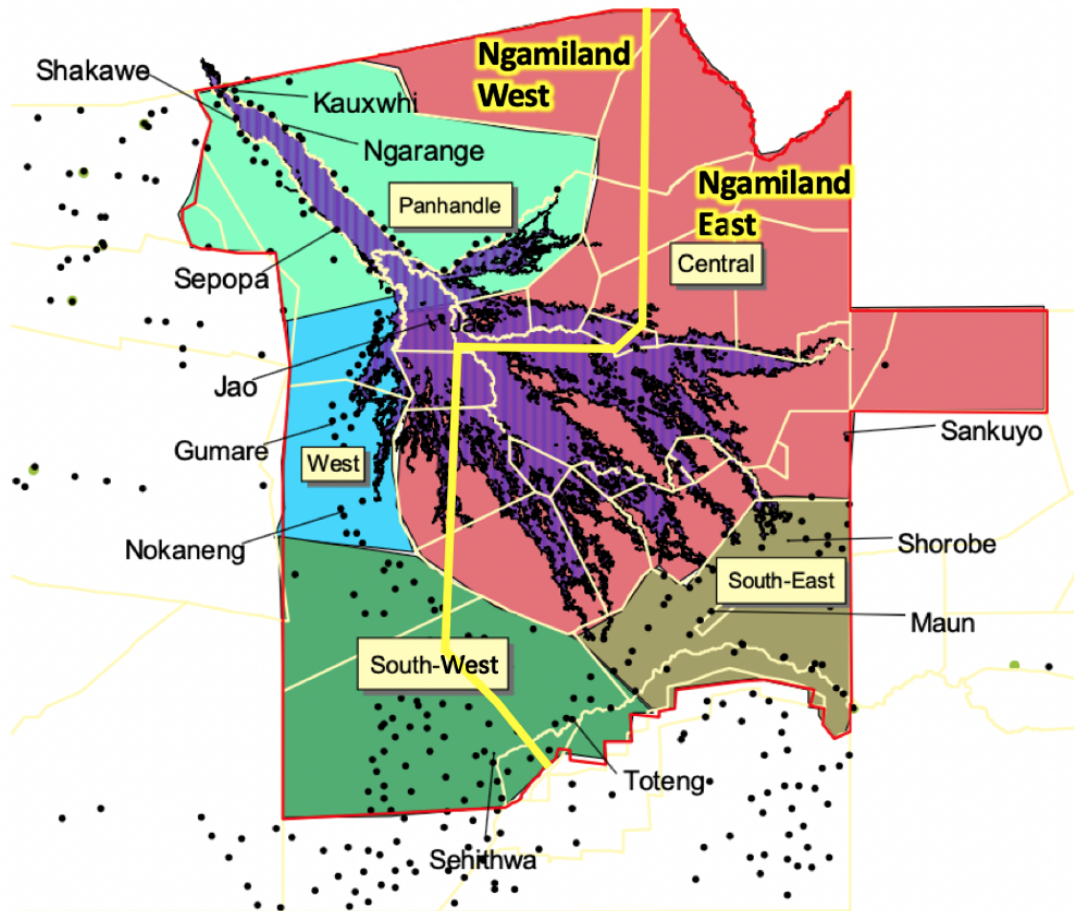 Ngamiland
West
Shakawe
Kauxwhi
Ngarange
Ngamiland
East
Panhandle
Central
Sepopa
Jao
Jao
Sankuyo
Gumare
West
Nokaneng
Shorobe
South-East
Maun
South-West
Toteng
Sehithwa